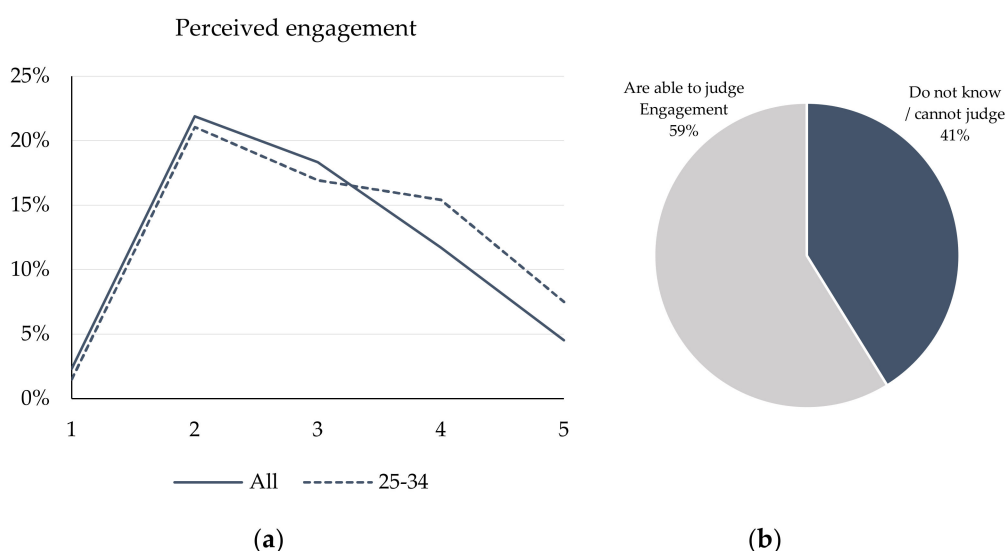 Perceived engagement
25%
20%
15%
10%
5%
0%
1 2 3 4 5
All 25-34
(a)
Are able to judge
Engagement
59%
Do not know
/ cannot judge
41%
(b)